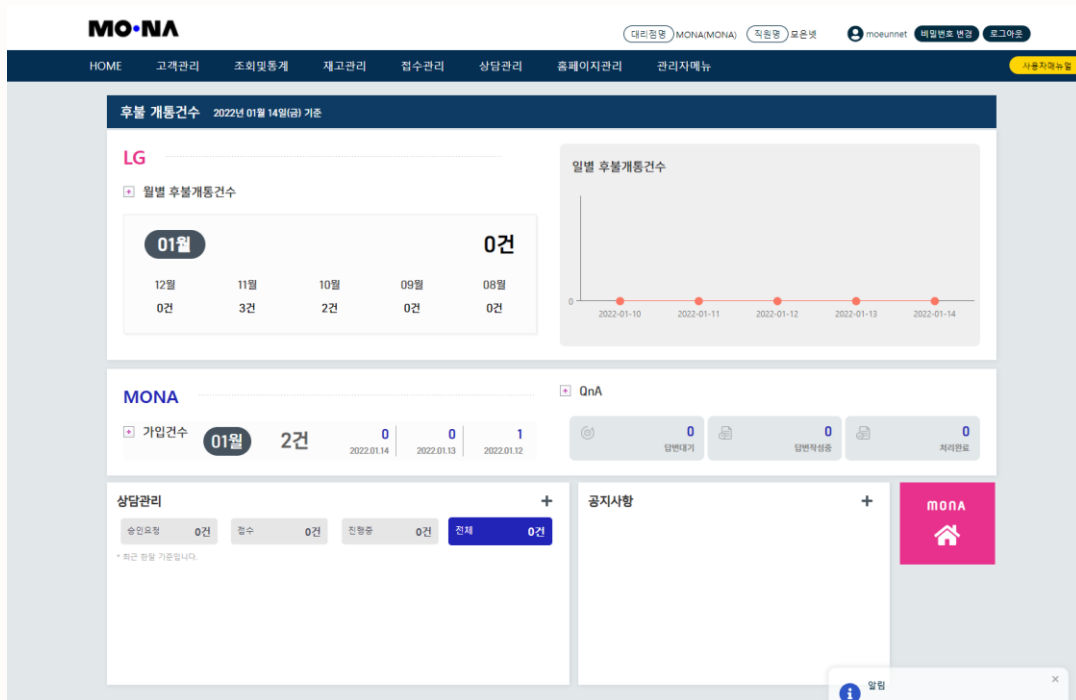 MO•NA
대리점명 MONA(MONA) 직원명 모은넷 moeunnet 비밀번호 변경 로그아웃
HOME 고객관리 조회및통계 재고관리 접수관리 상담관리 홈페이지관리 관리자메뉴 사용자매뉴얼
후불 개통건수 2022년 01월 14일(금) 기준
LG
월별 후불개통건수
01월 0건
12월 11월 10월 09월 08월
0건 3건 2건 0건 0건
일별 후불개통건수
0
2022-01-10 2022-01-11 2022-01-12 2022-01-13 2022-01-14
MONA
가입건수 01월 2건
0 0 1
2022.01.14 2022.01.13 2022.01.12
QnA
0 0 0
답변대기 답변작성중 처리완료
상담관리 +
승인요청 0건 접수 0건 진행중 0건 전체 0건
* 최근 한달 기준입니다.
공지사항 +
mona
알림 ×